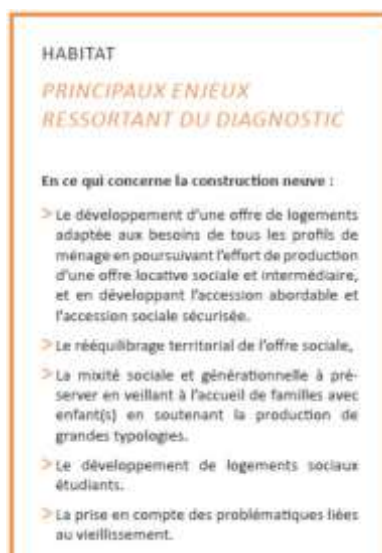 HABITAT
PRINCIPAUX ENJEUX
RESSORTANT DU DIAGNOSTIC
En ce qui concerne la construction neuve :
> Le développement d'une offre de logements
adaptée aux besoins de tous les profils de
ménage en poursuivant l'effort de production
d'une offre locative sociale et intermédiaire,
et en développant l'accession abordable et
l'accession sociale sécurisée.
> Le rééquilibrage territorial de l'offre sociale,
> La mixité sociale et générationnelle à pré-
server en veillant à l'accueil de familles avec
enfant(s) en soutenant la production de
grandes typologies.
> Le développement de logements sociaux
étudiants.
> La prise en compte des problématiques liées
au vieillissement.